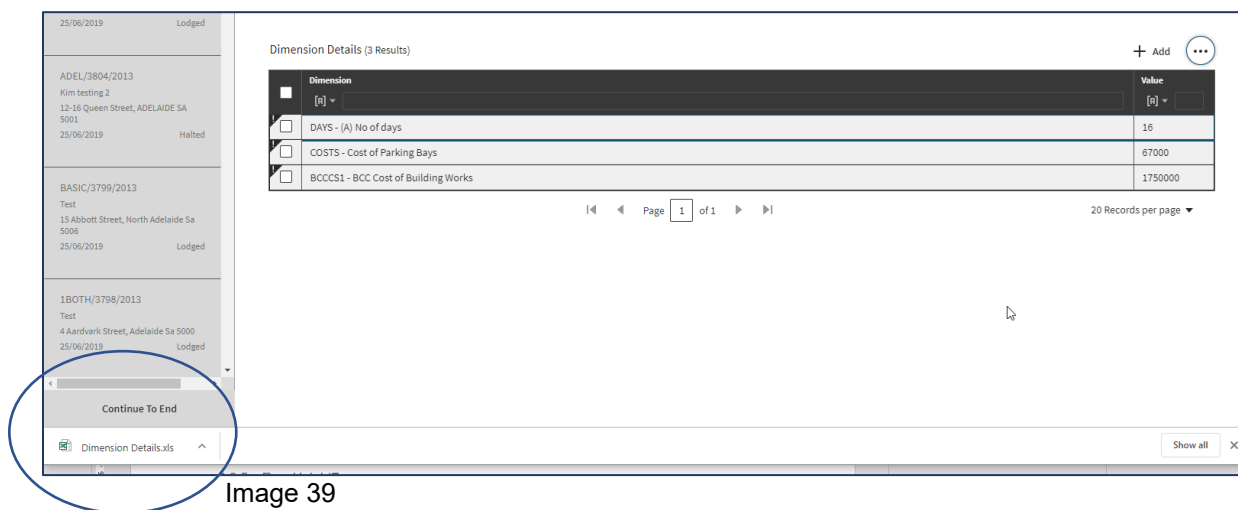 25/06/2019 Lodged
ADEL/3804/2013
Kim testing 2
12-16 Queen Street, ADELAIDE SA
5001
25/06/2019 Halted
BASIC/3799/2013
Test
15 Abbott Street, North Adelaide Sa
5006
25/06/2019 Lodged
1BOTH/3798/2013
Test
4 Aardvark Street, Adelaide Sa 5000
25/06/2019 Lodged
Continue To End
Dimension Details (3 Results) + Add ...
Dimension Value
[a] [a]
! DAYS - (A) No of days 16
! COSTS - Cost of Parking Bays 67000
! BCCCS1 - BCC Cost of Building Works 1750000
Page 1 of 1 20 Records per page
Dimension Details.xls Show all
Image 39